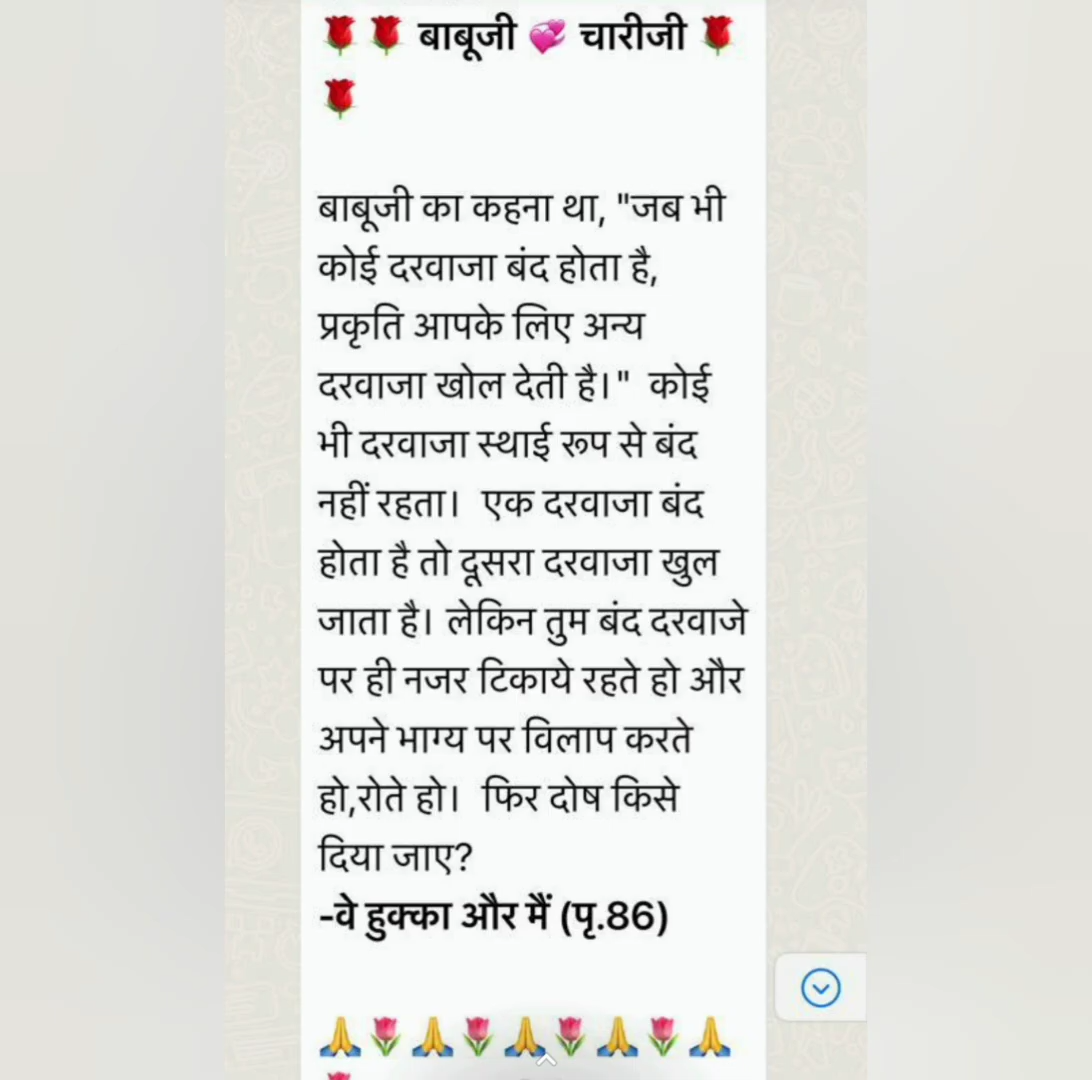 🌹🌹 बाबूजी 💞 चारीजी 🌹
🌹
बाबूजी का कहना था, "जब भी
कोई दरवाजा बंद होता है,
प्रकृति आपके लिए अन्य
दरवाजा खोल देती है।" कोई
भी दरवाजा स्थाई रूप से बंद
नहीं रहता। एक दरवाजा बंद
होता है तो दूसरा दरवाजा खुल
जाता है। लेकिन तुम बंद दरवाजे
पर ही नजर टिकाये रहते हो और
अपने भाग्य पर विलाप करते
हो,रोते हो। फिर दोष किसे
दिया जाए?
-वे हुक्का और मैं (पृ.86)
🙏🌷🙏🌷🙏🌷🙏🌷🙏
🌷